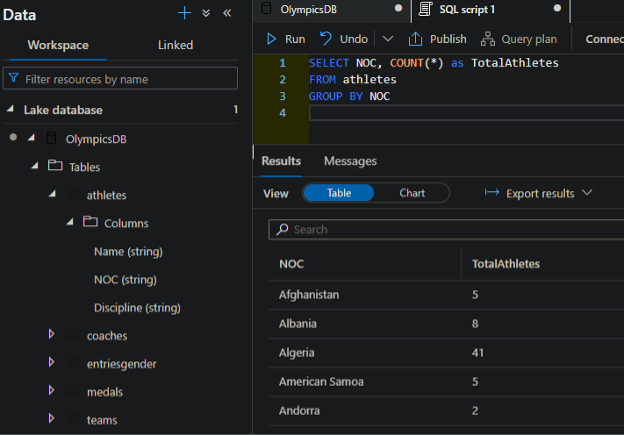 Data
Workspace Linked
Filter resources by name
Lake database 1
OlympicsDB
Tables
athletes
Columns
Name (string)
NOC (string)
Discipline (string)
coaches
entriesgender
medals
teams
OlympicsDB SQL script 1
Run Undo Publish Query plan Connec
1 SELECT NOC, COUNT(*) as TotalAthletes
2 FROM athletes
3 GROUP BY NOC
4
Results Messages
View Table Chart Export results
Search
NOC TotalAthletes
Afghanistan 5
Albania 8
Algeria 41
American Samoa 5
Andorra 2